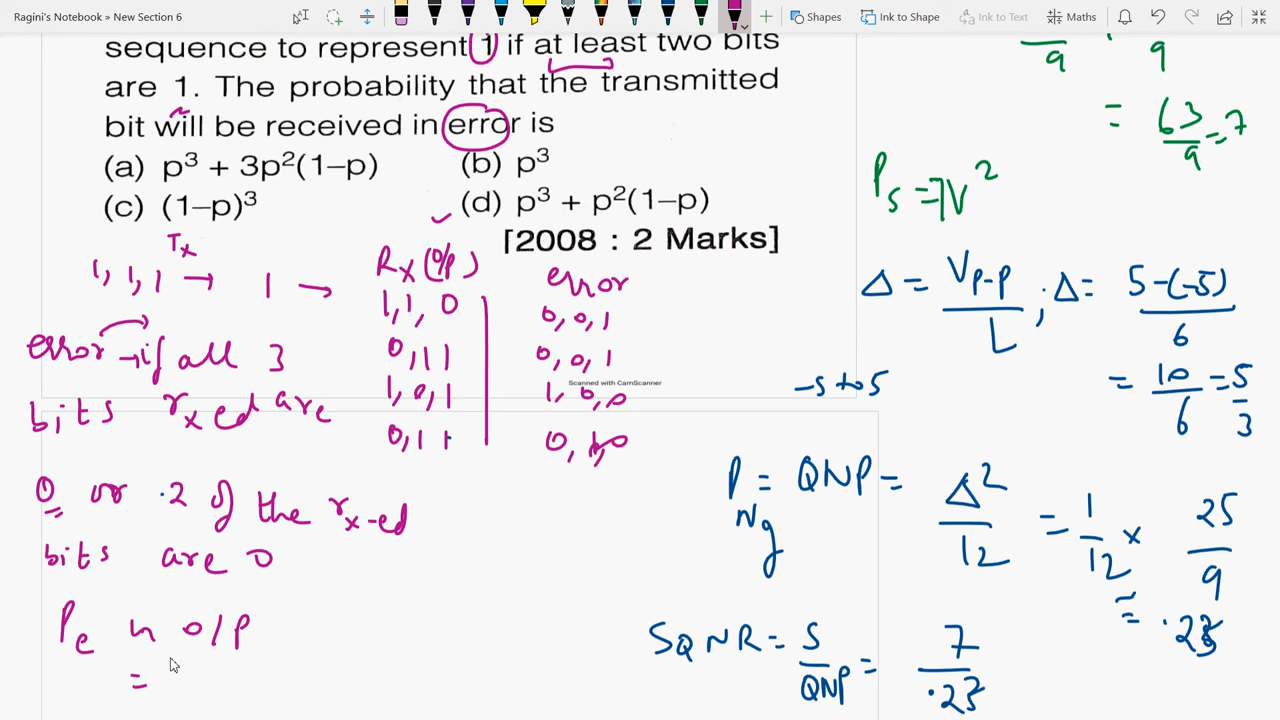 Ragini's Notebook » New Section 6
Shapes
Ink to Shape
Ink to Text
Maths
sequence to represent 1 if at least two bits
are 1. The probability that the transmitted
bit will be received in error is
(a) p³ + 3p²(1–p) (b) p³
(c) (1–p)³ (d) p³ + p²(1–p)
[2008 : 2 Marks]
Tx
1, 1, 1 → 1 →
Rx (O/P)
1, 1, 0
0, 1 1
1, 0, 1
0, 1 1
error
0, 0, 1
0, 0, 1
1, 0, 0
error → if all 3
bits rxed are
0 or 2 of the rx-ed
bits are 0
Pe in O/P
=
Scanned with CamScanner
9 9
= 63/9 = 7
Ps = 7V²
Δ = Vp-p / L ; Δ = 5-(-5) / 6
-5 to 5
= 10/6 = 5/3
P = QNP = Δ²/12 = 1/12 × 25/9
Nq
SQNR = S/QNP =